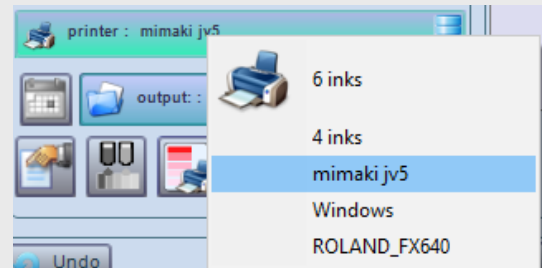 printer : mimaki jv5
6 inks
output: :
4 inks
mimaki jv5
Windows
ROLAND_FX640
Undo